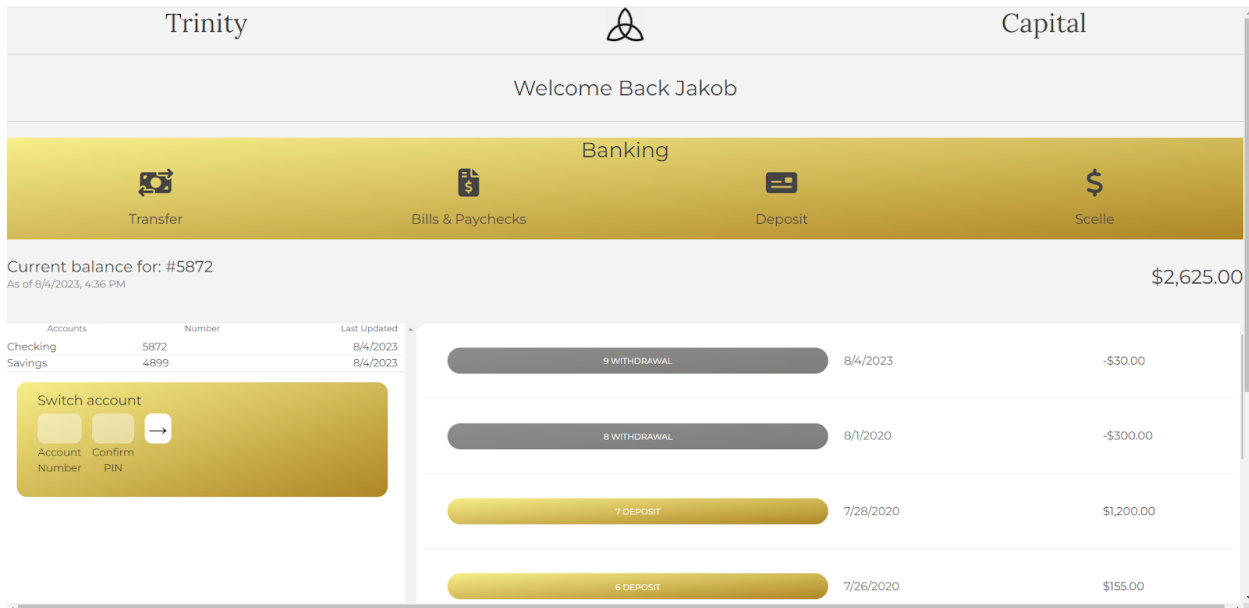 Trinity Capital
Welcome Back Jakob
Banking
Transfer Bills & Paychecks Deposit Scelle
Current balance for: #5872
As of 8/4/2023, 4:36 PM
$2,625.00
Accounts Number Last Updated
Checking 5872 8/4/2023
Savings 4899 8/4/2023
Switch account
→
Account Number
Confirm PIN
9 WITHDRAWAL 8/4/2023 -$30.00
8 WITHDRAWAL 8/1/2020 -$300.00
7 DEPOSIT 7/28/2020 $1,200.00
6 DEPOSIT 7/26/2020 $155.00